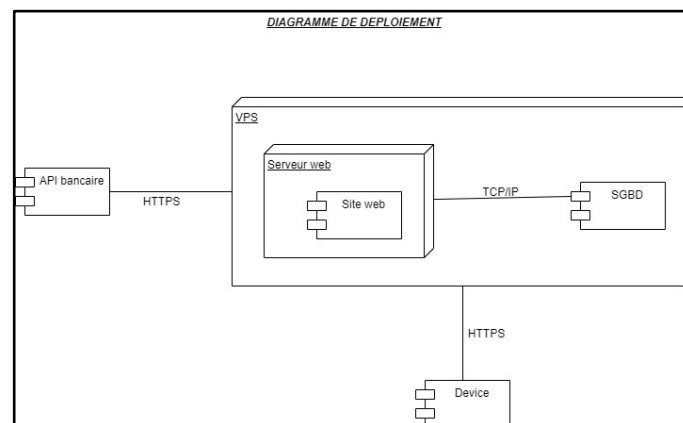 DIAGRAMME DE DEPLOIEMENT
VPS
Serveur web
API bancaire
HTTPS
Site web
TCP/IP
SGBD
HTTPS
Device